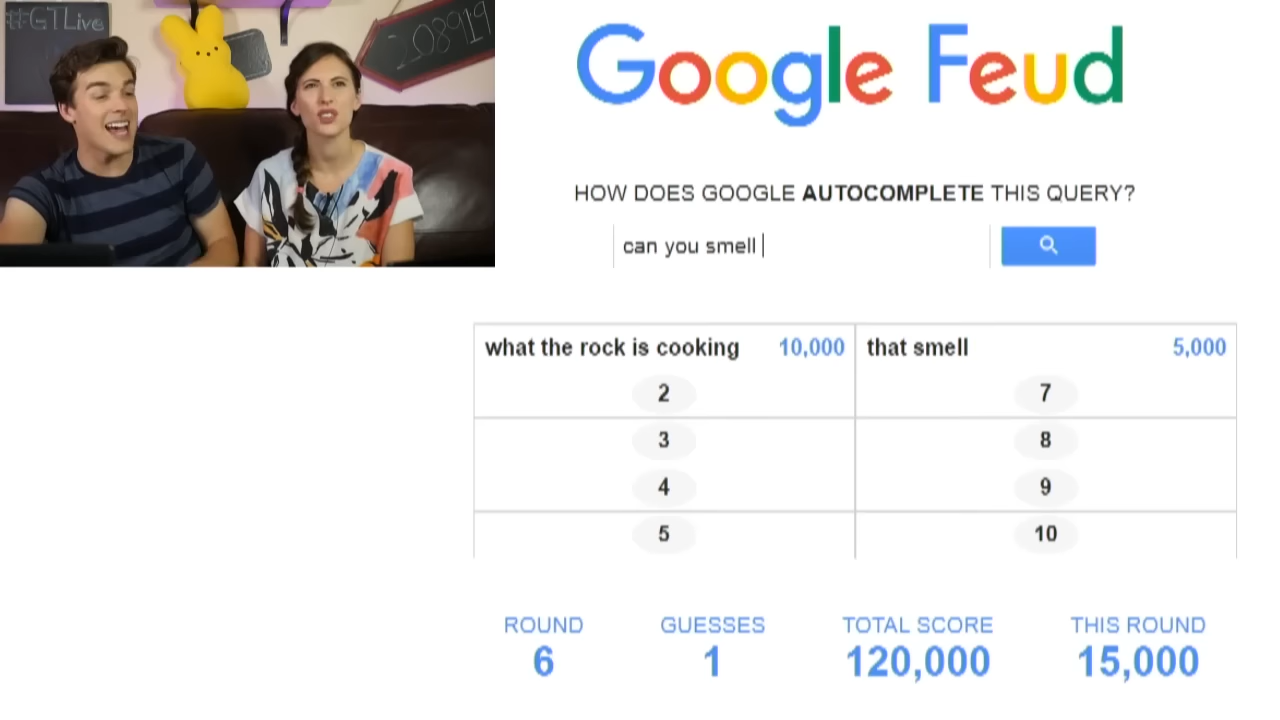 #GTLive
208919
Google Feud
HOW DOES GOOGLE AUTOCOMPLETE THIS QUERY?
can you smell
what the rock is cooking 10,000 that smell 5,000
2 7
3 8
4 9
5 10
ROUND GUESSES TOTAL SCORE THIS ROUND
6 1 120,000 15,000